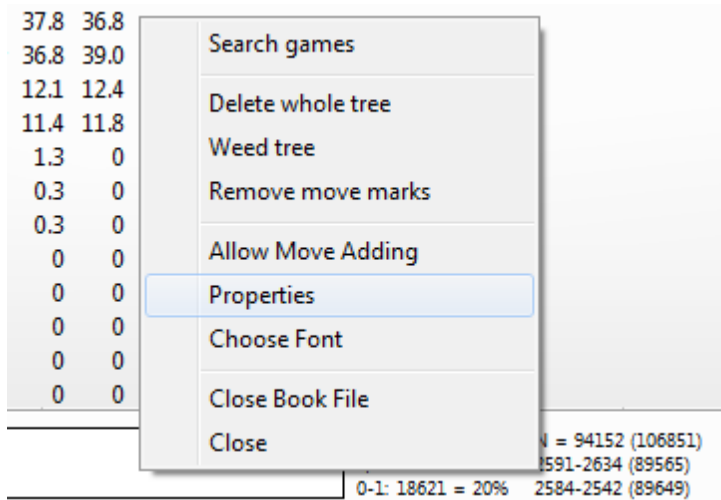 37.8 36.8
36.8 39.0
12.1 12.4
11.4 11.8
1.3 0
0.3 0
0.3 0
0 0
0 0
0 0
0 0
0 0
Search games
Delete whole tree
Weed tree
Remove move marks
Allow Move Adding
Properties
Choose Font
Close Book File
Close
= 94152 (106851)
2591-2634 (89565)
0-1: 18621 = 20% 2584-2542 (89649)